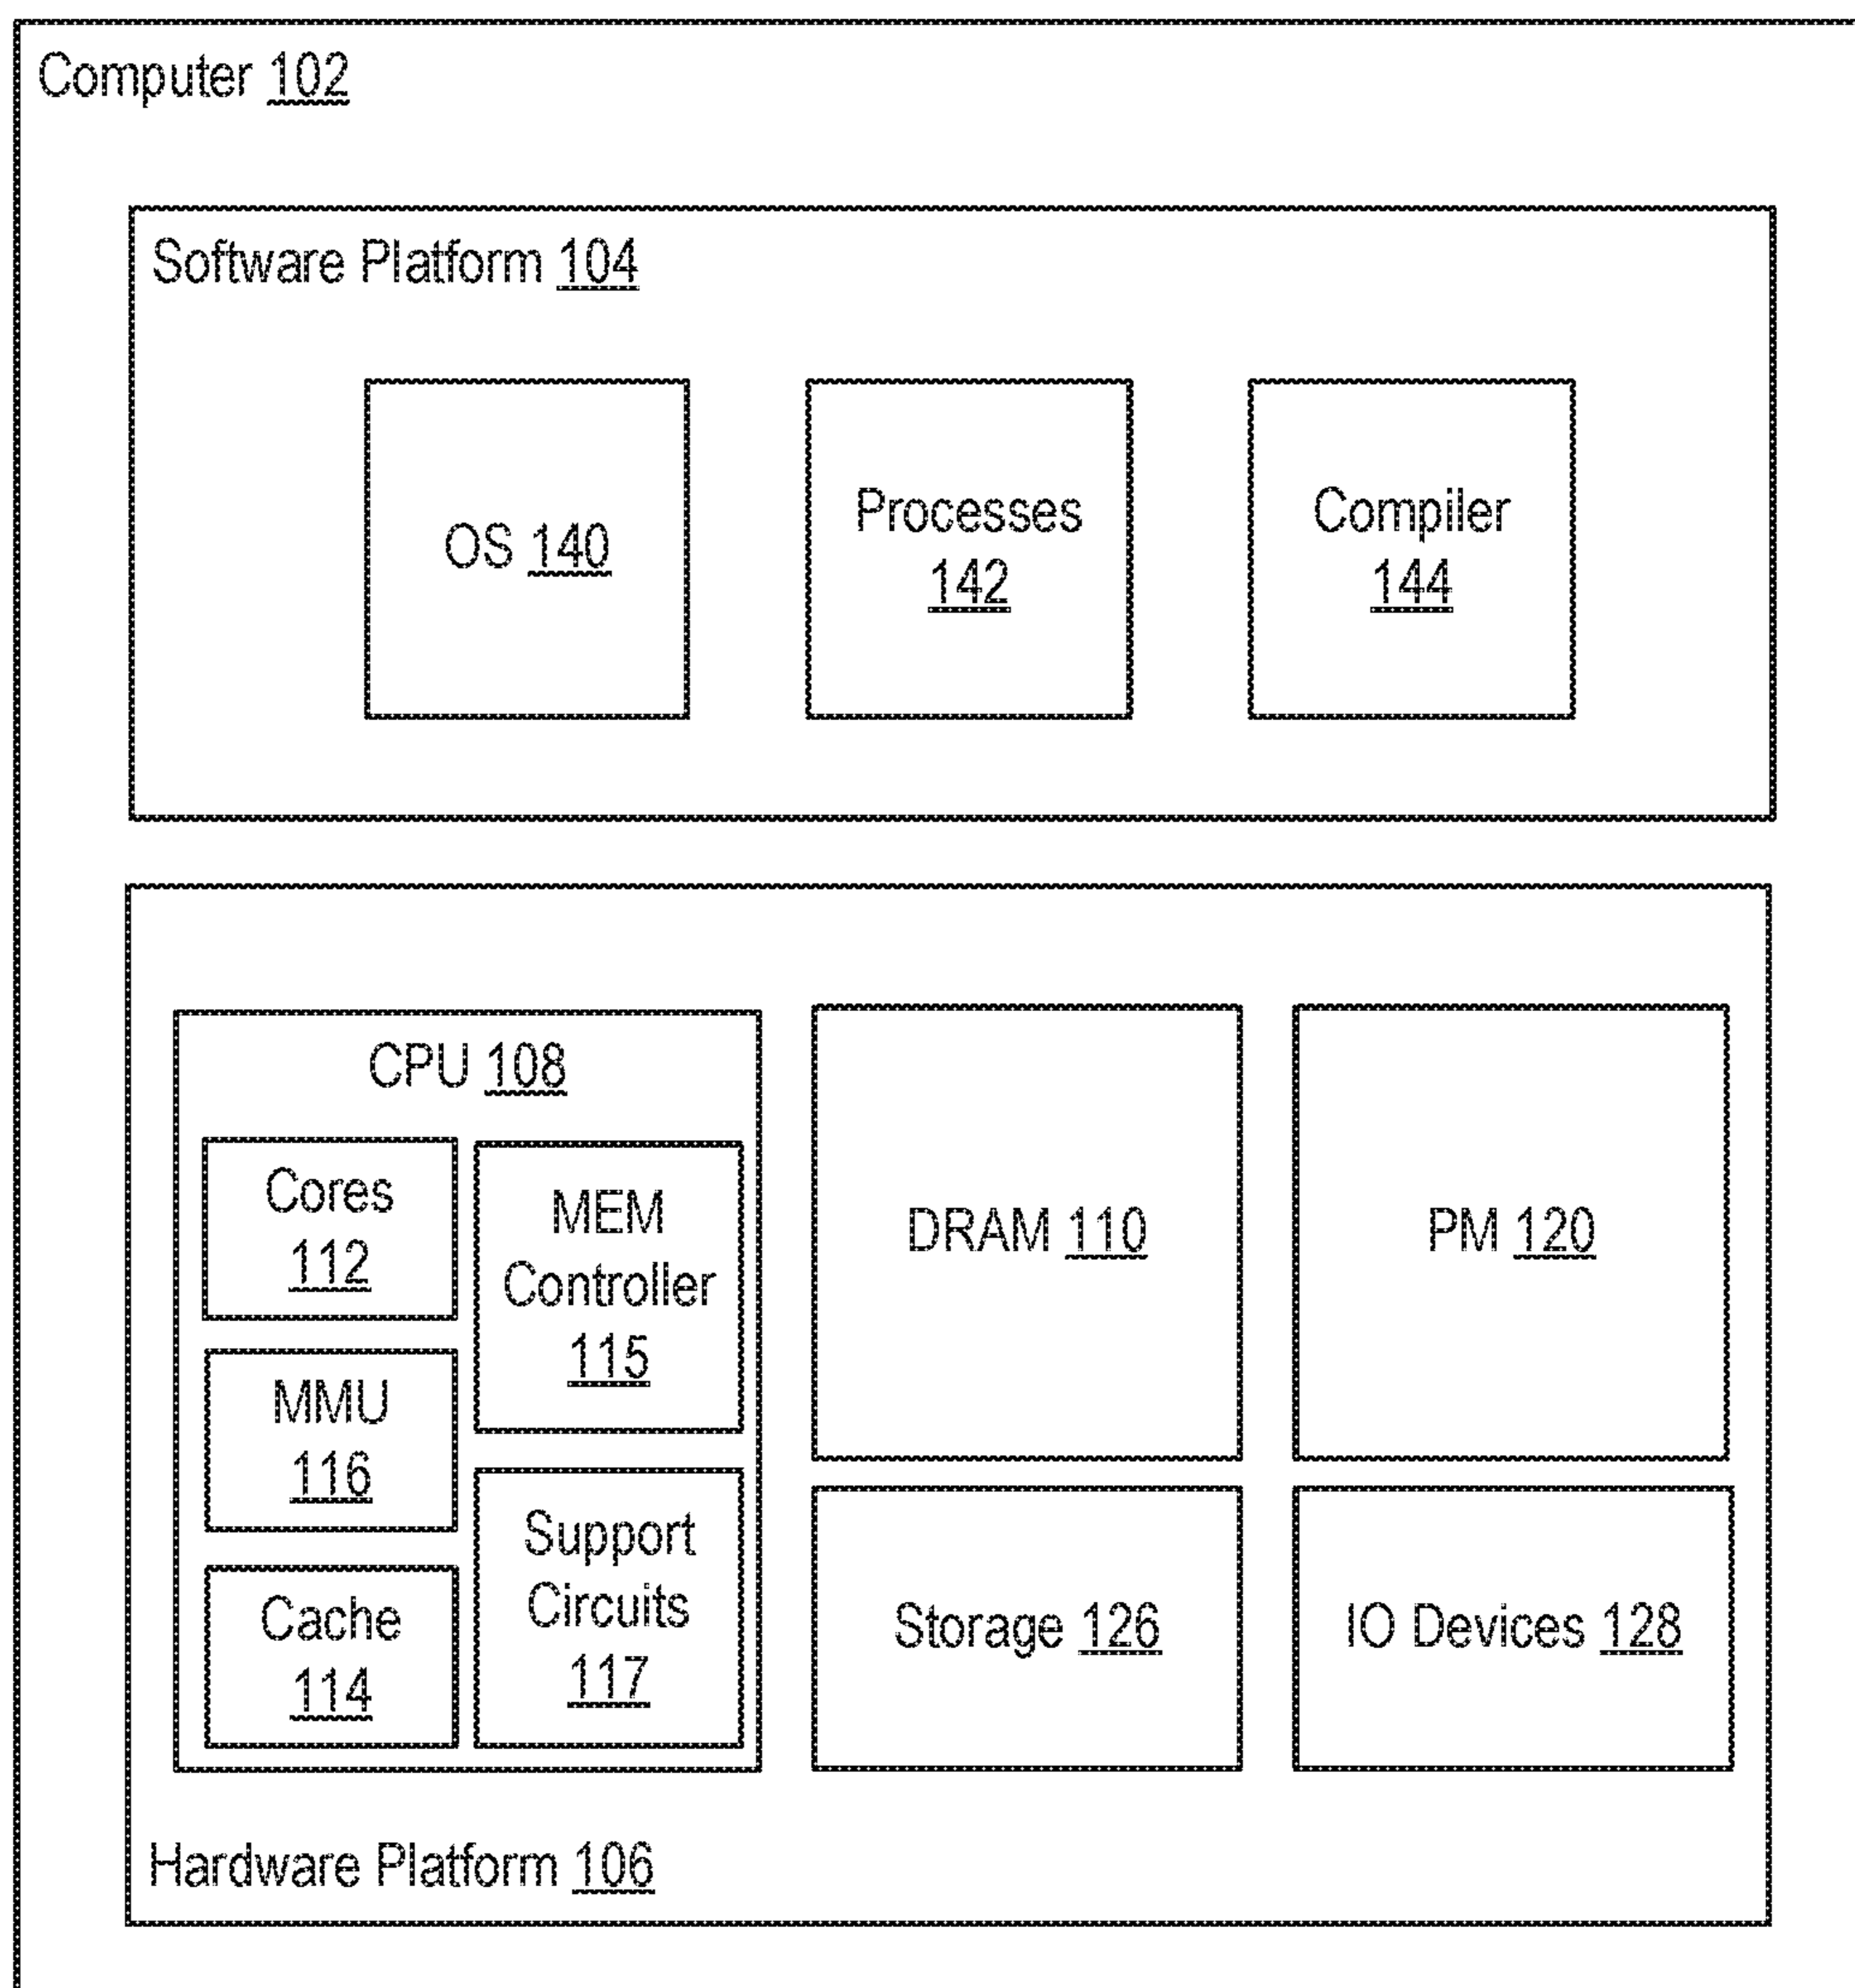 Computer 102
Software Platform 104
OS 140
Processes
142
Compiler
144
CPU 108
Cores
112
MMU
116
Cache
114
MEM
Controller
115
Support
Circuits
117
DRAM 110
PM 120
Storage 126
IO Devices 128
Hardware Platform 106